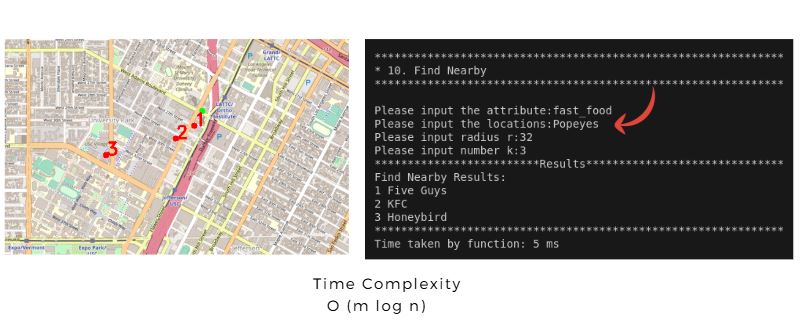 Grand/
LATTC
LATTC/
Ortho
Institute
University Park
Jefferson/
USC
Expo/Vermont
Expo Park/
Jefferson
P
P
1
2
3
************************************************************
* 10. Find Nearby
************************************************************
Please input the attribute:fast_food
Please input the locations:Popeyes
Please input radius r:32
Please input number k:3
*************************Results****************************
Find Nearby Results:
1 Five Guys
2 KFC
3 Honeybird
************************************************************
Time taken by function: 5 ms
Time Complexity
O (m log n)